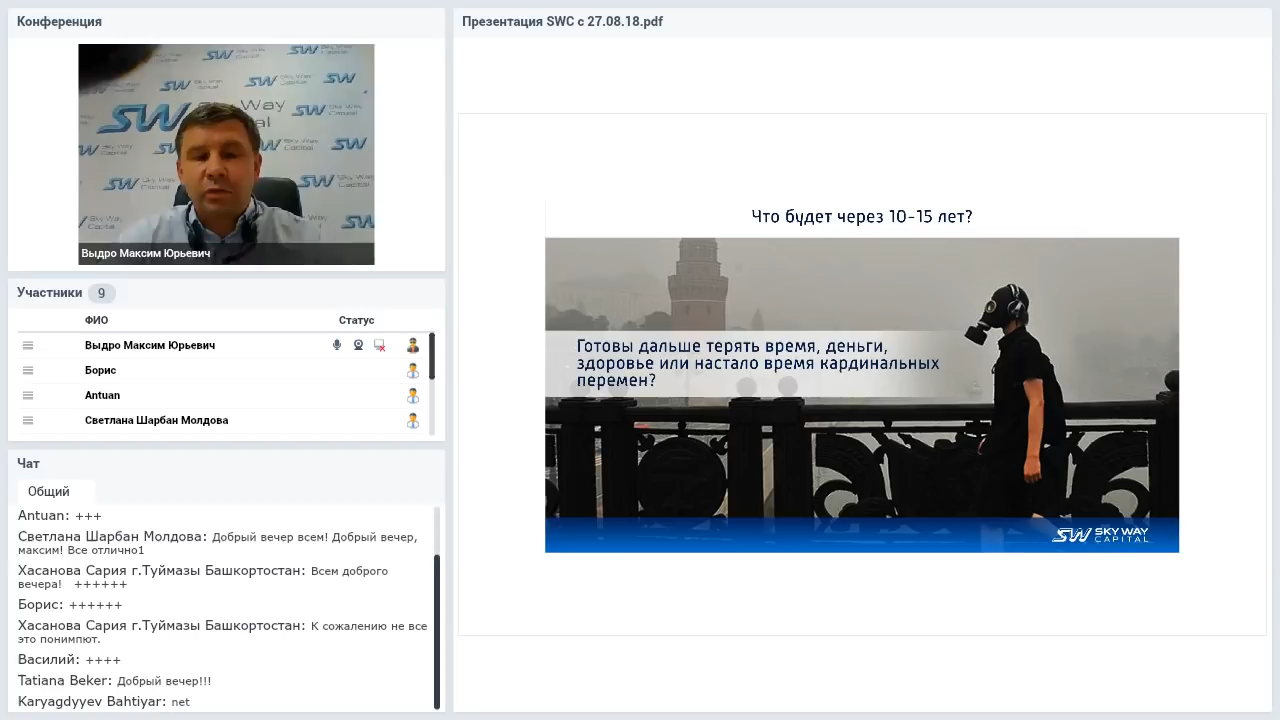 Конференция
SW
Sky Way
Capital
Выдро Максим Юрьевич
Участники 9
ФИО Статус
Выдро Максим Юрьевич
Борис
Antuan
Светлана Шарбан Молдова
Чат
Общий
Antuan: +++
Светлана Шарбан Молдова: Добрый вечер всем! Добрый вечер,
максим! Все отлично1
Хасанова Сария г.Туймазы Башкортостан: Всем доброго
вечера! ++++++
Борис: ++++++
Хасанова Сария г.Туймазы Башкортостан: К сожалению не все
это понимпют.
Василий: ++++
Tatiana Beker: Добрый вечер!!!
Karyagdyyev Bahtiyar: net
Презентация SWC с 27.08.18.pdf
Что будет через 10-15 лет?
Готовы дальше терять время, деньги,
здоровье или настало время кардинальных
перемен?
SW SKY WAY
CAPITAL